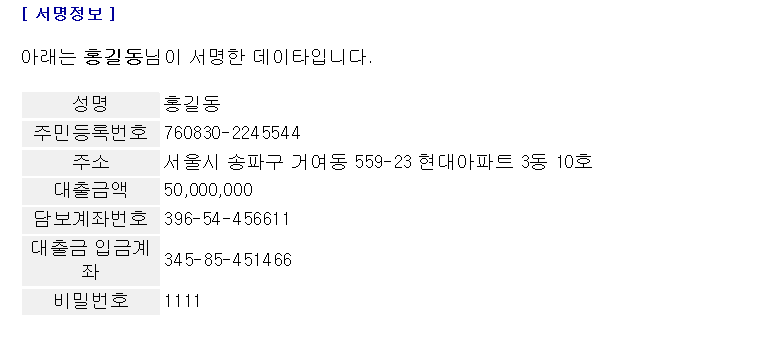 [ 서명정보 ]
아래는 홍길동님이 서명한 데이타입니다.
성명 홍길동
주민등록번호 760830-2245544
주소 서울시 송파구 거여동 559-23 현대아파트 3동 10호
대출금액 50,000,000
담보계좌번호 396-54-456611
대출금 입금계
좌 345-85-451466
비밀번호 1111